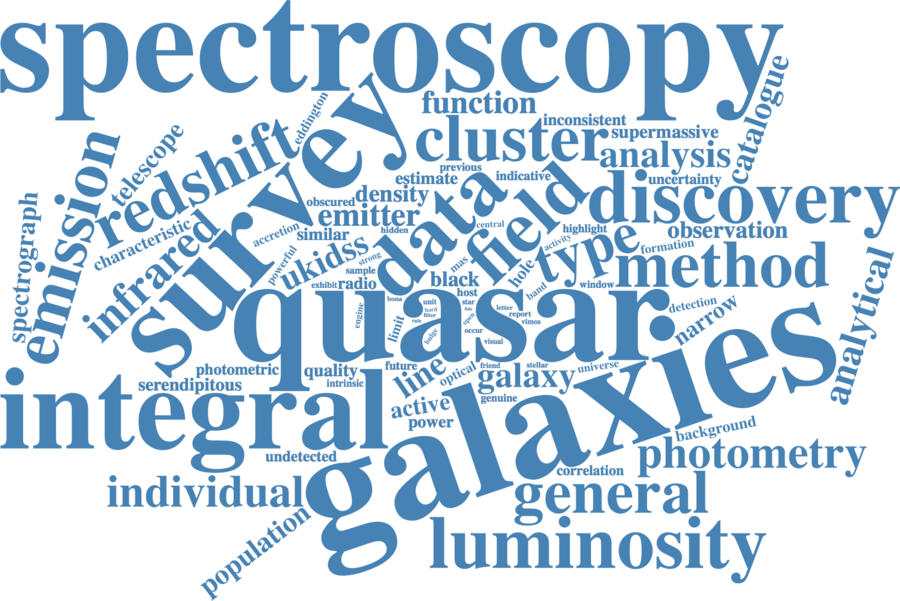 spectroscopy
function
catalogue
eddington
inconsistent
cluster
supermassive
survey
telescope
redshift
emission
analysis
previous
estimate
indicative
uncertainty
density
obscured
data
field
discovery
emitter
central
spectrograph
characteristic
accretion
similar
hidden
highlight
observation
type
activity
formation
infrared
ukidss
powerful
strong
mas
hole
method
analytical
sample
black
exhibit
radio
host
band
window
quasar
bona
unit
star
detection
engine
hard
fide
letter
narrow
limit
filter
report
rate
open
vimos
bulge
occur
visual
galaxies
photometric
quality
future
line
optical
friend
stellar
universe
galaxy
serendipitous
intrinsic
integral
genuine
active
power
background
undetected
photometry
correlation
individual
general
population
luminosity